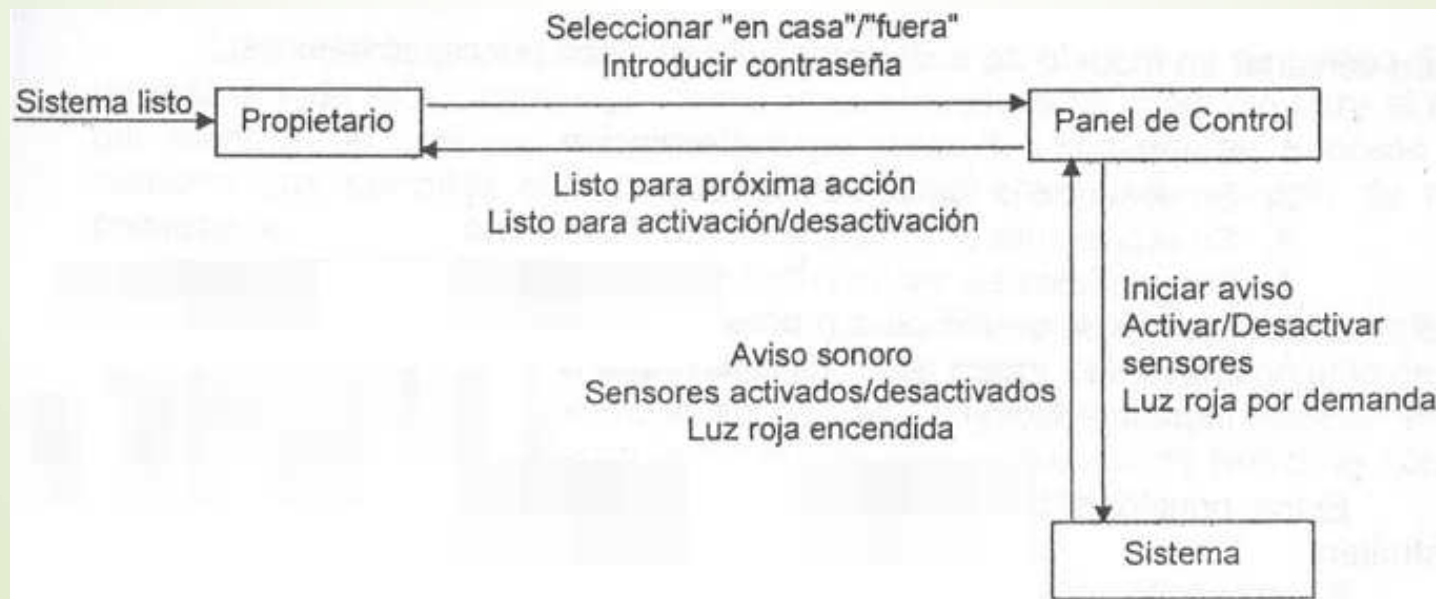 Seleccionar "en casa"/"fuera"
Introducir contraseña
Sistema listo
Propietario
Panel de Control
Listo para próxima acción
Listo para activación/desactivación
Iniciar aviso
Activar/Desactivar
sensores
Luz roja por demanda
Aviso sonoro
Sensores activados/desactivados
Luz roja encendida
Sistema